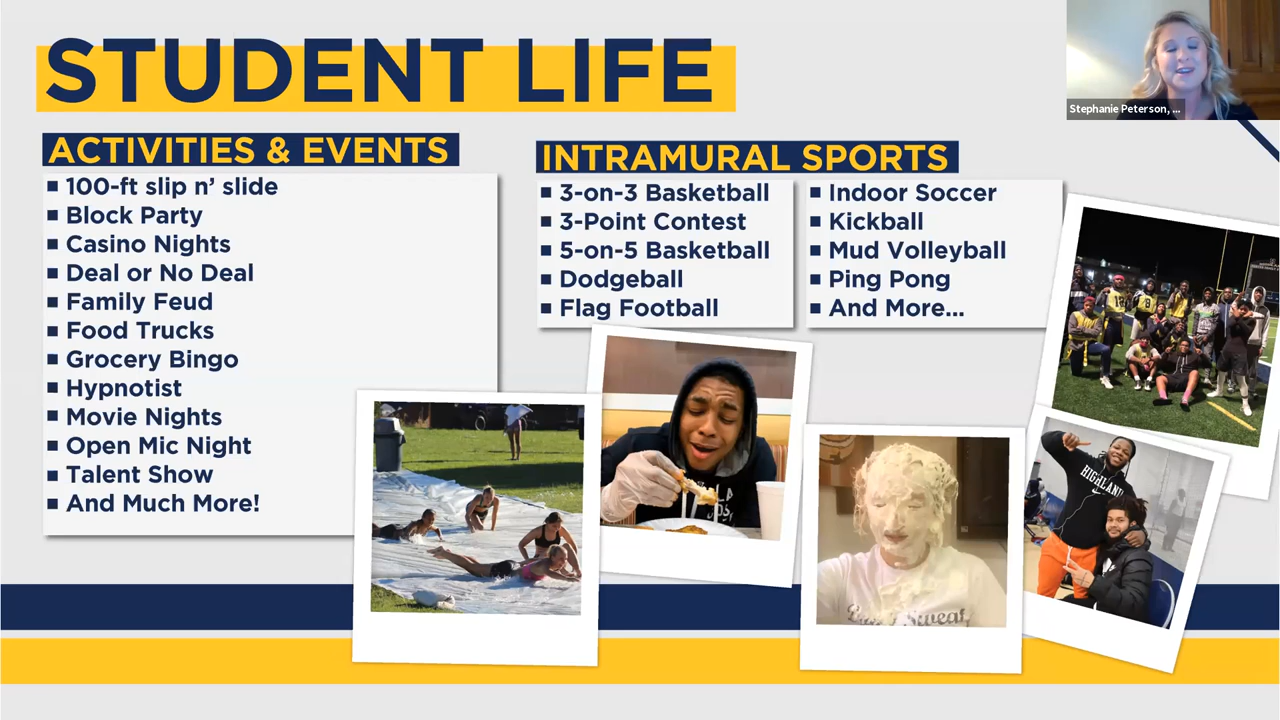 STUDENT LIFE
Stephanie Peterson, ...
ACTIVITIES & EVENTS
▪ 100-ft slip n’ slide
▪ Block Party
▪ Casino Nights
▪ Deal or No Deal
▪ Family Feud
▪ Food Trucks
▪ Grocery Bingo
▪ Hypnotist
▪ Movie Nights
▪ Open Mic Night
▪ Talent Show
▪ And Much More!
INTRAMURAL SPORTS
▪ 3-on-3 Basketball
▪ 3-Point Contest
▪ 5-on-5 Basketball
▪ Dodgeball
▪ Flag Football
▪ Indoor Soccer
▪ Kickball
▪ Mud Volleyball
▪ Ping Pong
▪ And More...
HIGHLAND
Sweat